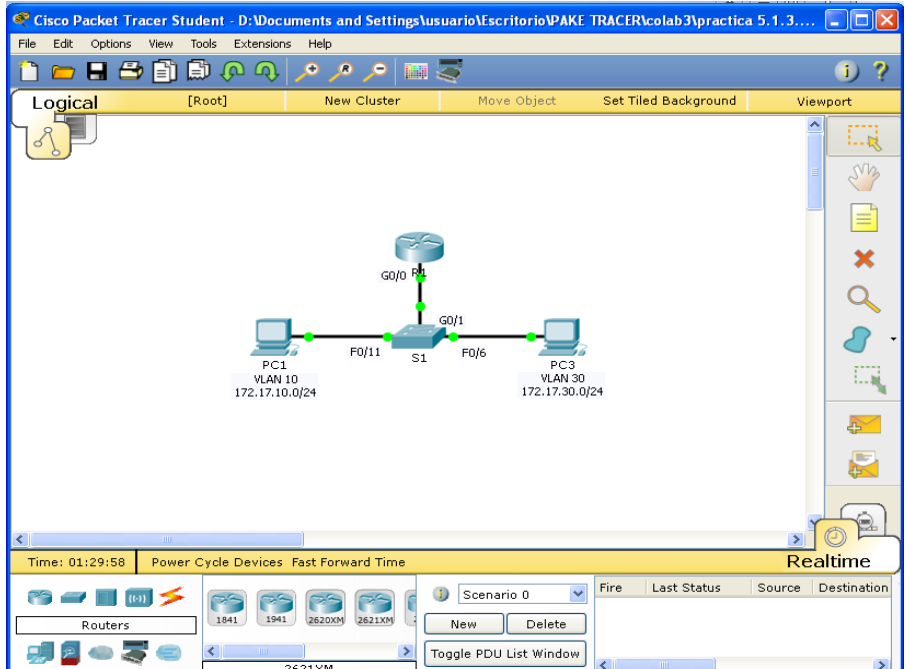 Cisco Packet Tracer Student - D:\Documents and Settings\usuario\Escritorio\PAKE TRACER\colab3\practica 5.1.3....
File Edit Options View Tools Extensions Help
Logical [Root] New Cluster Move Object Set Tiled Background Viewport
G0/0 R1
G0/1
F0/11 S1 F0/6
PC1
VLAN 10
172.17.10.0/24
PC3
VLAN 30
172.17.30.0/24
Time: 01:29:58 Power Cycle Devices Fast Forward Time Realtime
Routers
1841 1941 2620XM 2621XM
2621XM
Scenario 0
New Delete
Toggle PDU List Window
Fire Last Status Source Destination